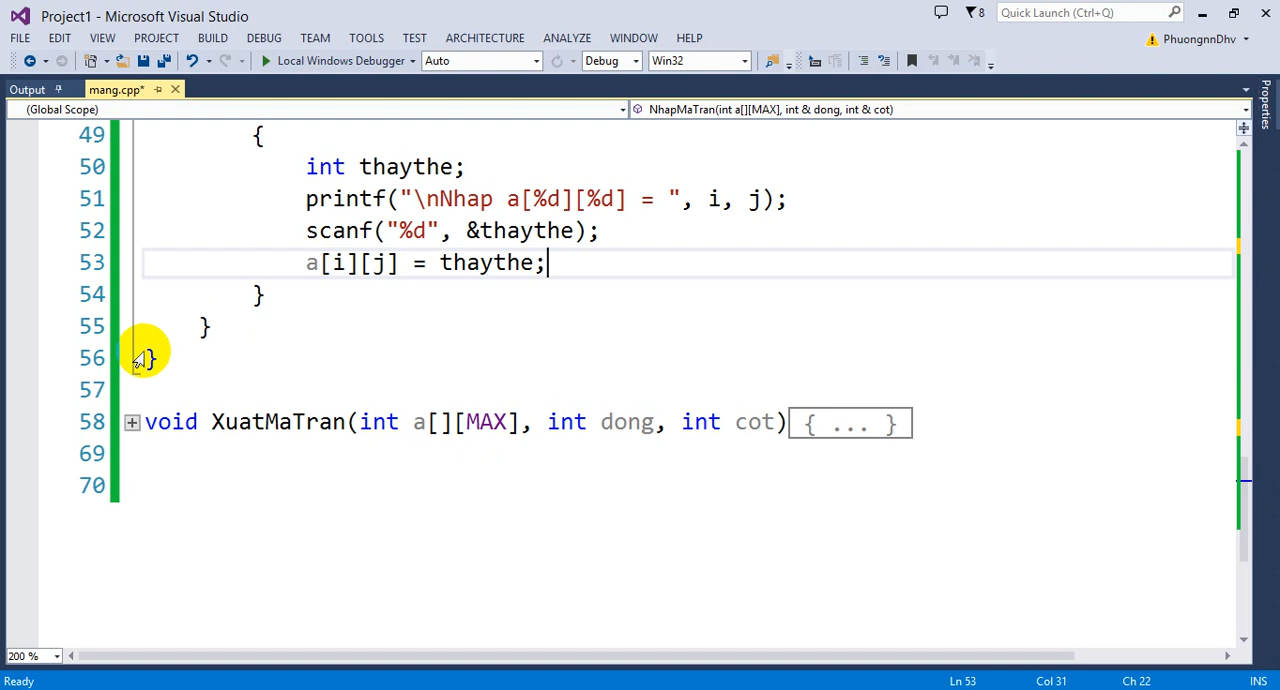 Project1 - Microsoft Visual Studio
8
Quick Launch (Ctrl+Q)
FILE EDIT VIEW PROJECT BUILD DEBUG TEAM TOOLS TEST ARCHITECTURE ANALYZE WINDOW HELP
PhuongnnDhv
Local Windows Debugger Auto Debug Win32
Output mang.cpp*
Properties
(Global Scope) NhapMaTran(int a[][MAX], int & dong, int & cot)
49 {
50 int thaythe;
51 printf("\nNhap a[%d][%d] = ", i, j);
52 scanf("%d", &thaythe);
53 a[i][j] = thaythe;
54 }
55 }
56 }
57
58 void XuatMaTran(int a[][MAX], int dong, int cot){ ... }
69
70
200 %
Ready Ln 53 Col 31 Ch 22 INS